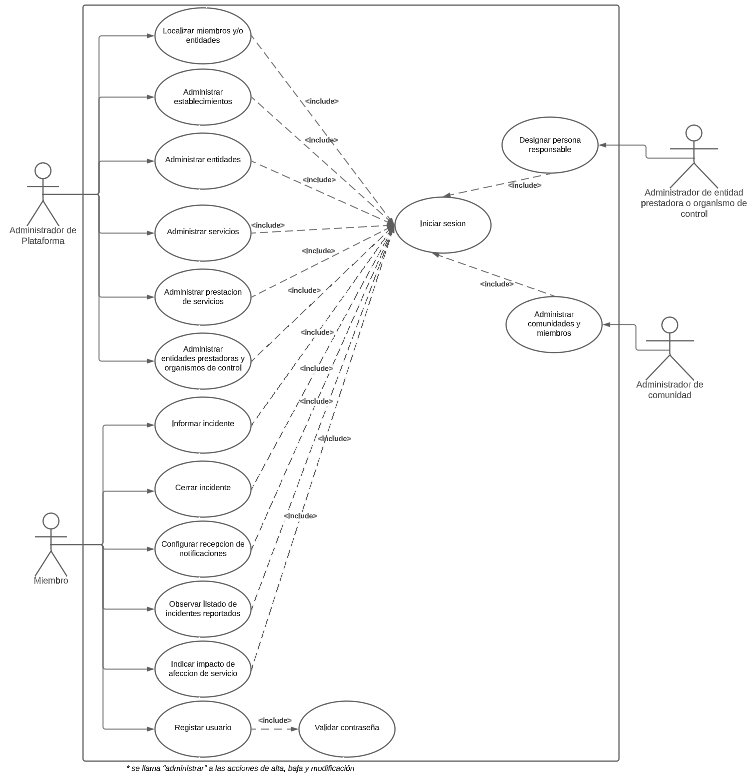 Localizar miembros y/o
entidades
Administrar
establecimientos
Administrar entidades
Administrar servicios
Administrar prestacion
de servicios
Administrar
entidades prestadoras y
organismos de control
Informar incidente
Cerrar incidente
Configurar recepcion de
notificaciones
Observar listado de
incidentes reportados
Indicar impacto de
afeccion de servicio
Registar usuario
Validar contraseña
Iniciar sesion
Designar persona
responsable
Administrar
comunidades y
miembros
Administrador de
Plataforma
Miembro
Administrador de entidad
prestadora o organismo de
control
Administrador de
comunidad
<include>
<include>
<include>
<include>
<include>
<include>
<include>
<include>
<include>
<include>
<include>
<include>
<include>
<include>
* se llama "administrar" a las acciones de alta, baja y modificación